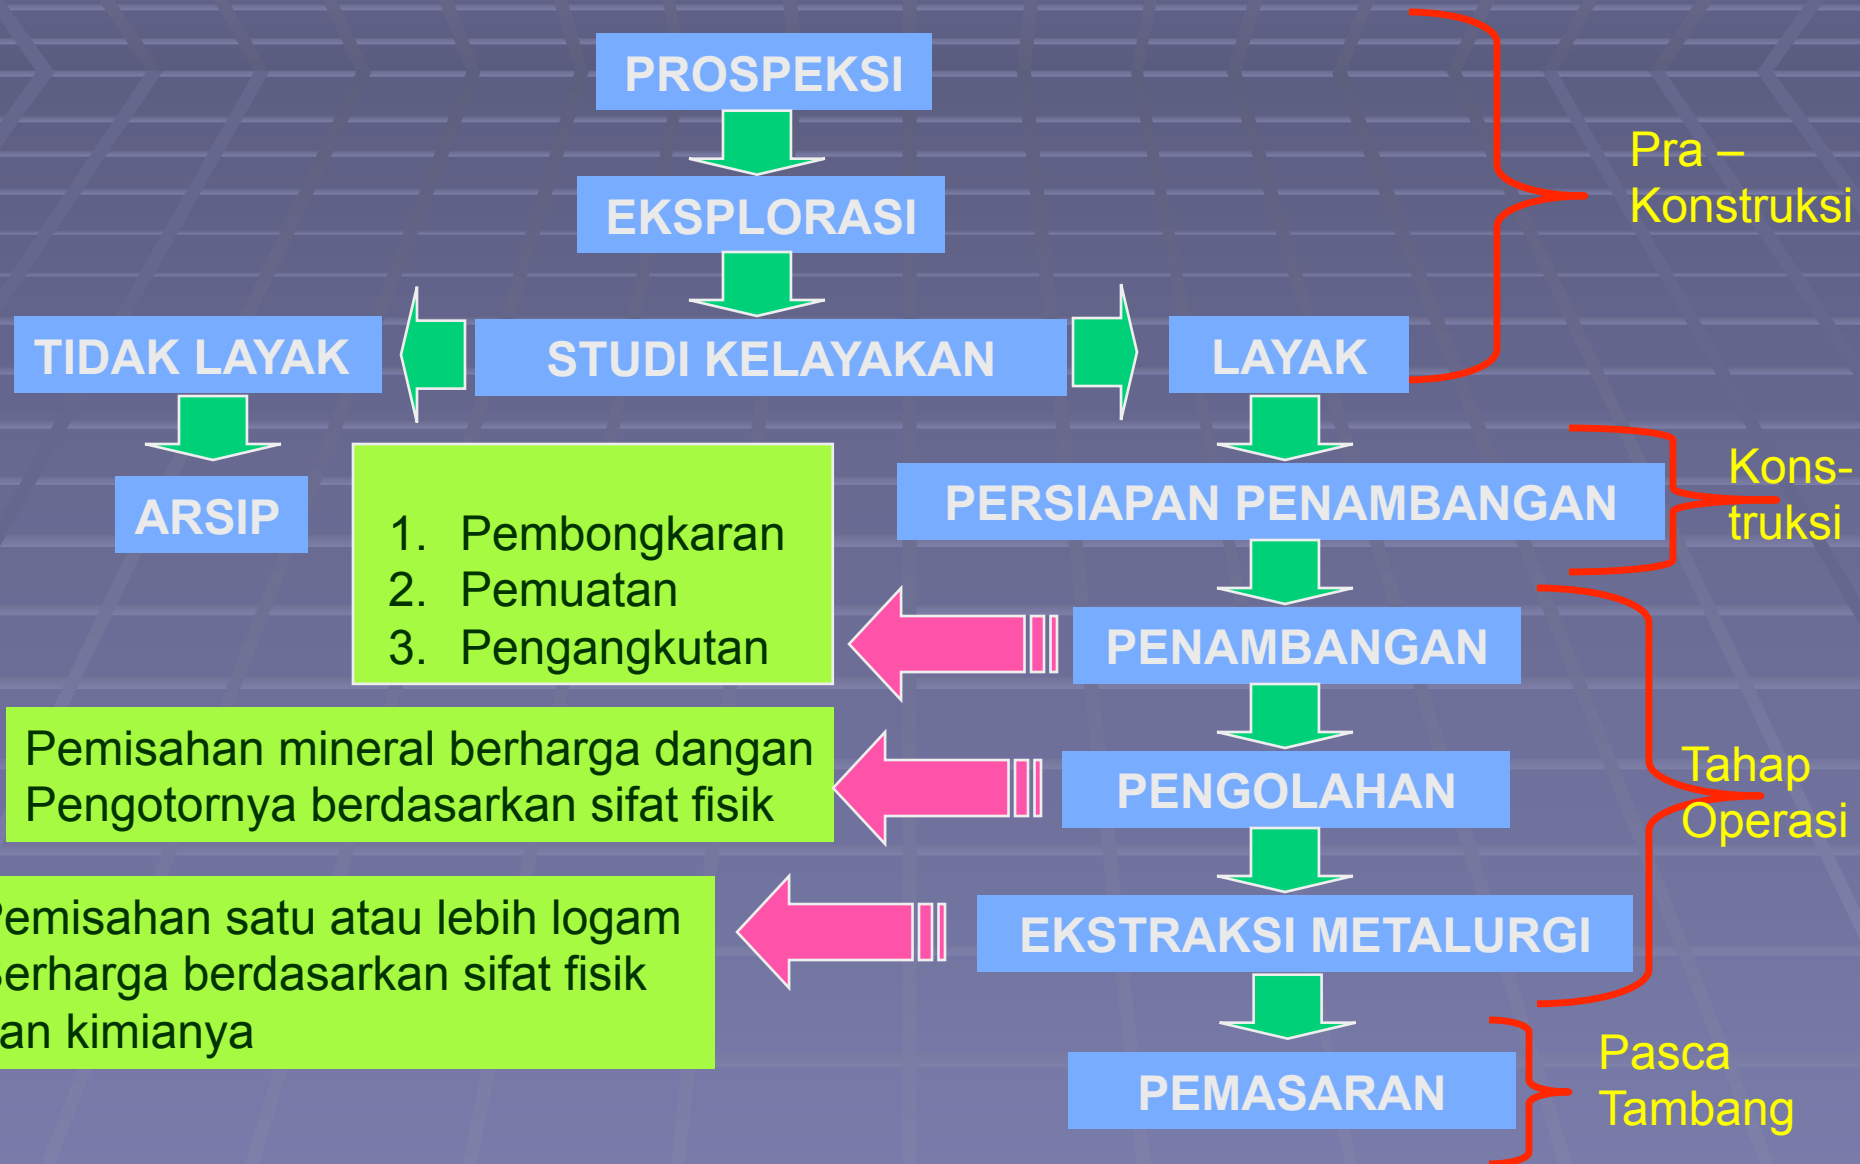 PROSPEKSI
Pra –
Konstruksi
EKSPLORASI
TIDAK LAYAK
STUDI KELAYAKAN
LAYAK
ARSIP
PERSIAPAN PENAMBANGAN
Kons-
truksi
1. Pembongkaran
2. Pemuatan
3. Pengangkutan
PENAMBANGAN
Pemisahan mineral berharga dangan
Pengotornya berdasarkan sifat fisik
PENGOLAHAN
Tahap
Operasi
Pemisahan satu atau lebih logam
Berharga berdasarkan sifat fisik
an kimianya
EKSTRAKSI METALURGI
PEMASARAN
Pasca
Tambang